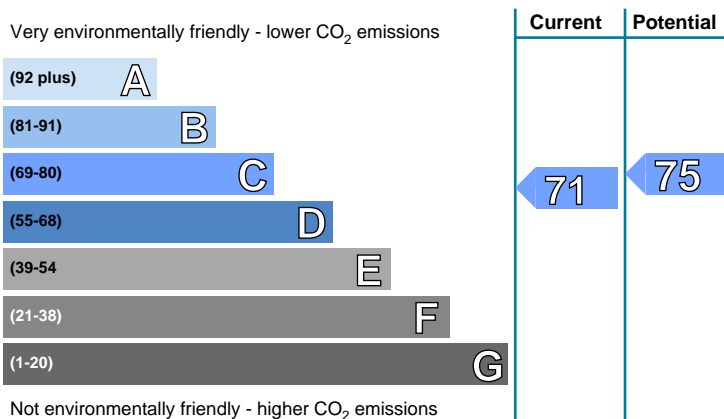 Very environmentally friendly - lower CO2 emissions
Current Potential
(92 plus) A
(81-91) B
(69-80) C
71 75
(55-68) D
(39-54 E
(21-38) F
(1-20) G
Not environmentally friendly - higher CO2 emissions